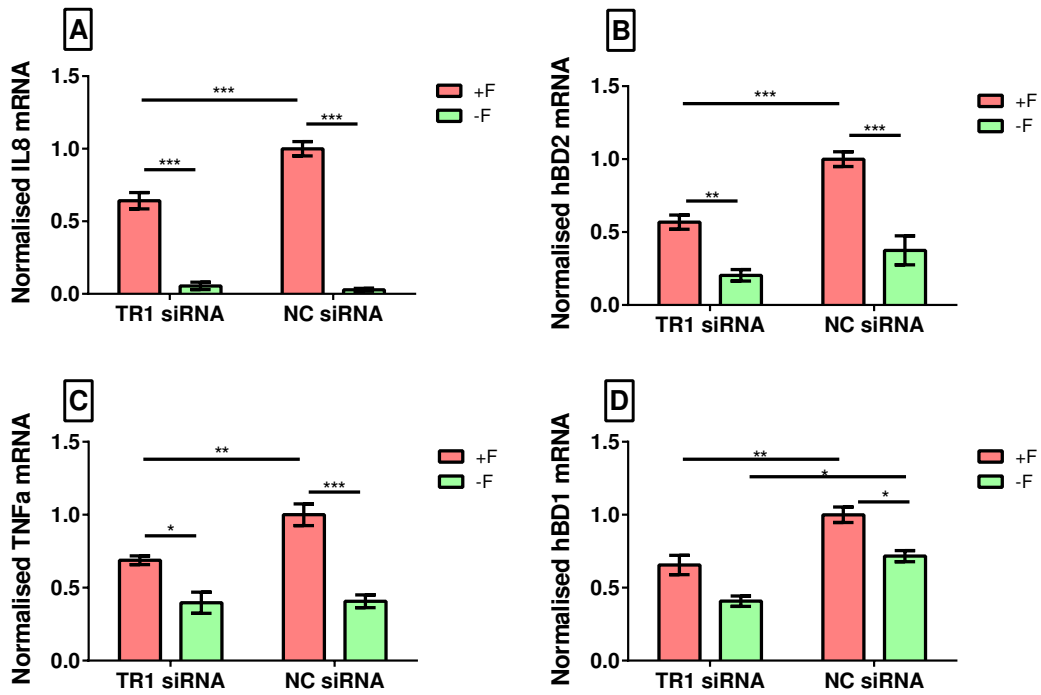 A
Normalised IL8 mRNA
1.5
1.0
0.5
0.0
***
***
***
TR1 siRNA
NC siRNA
+F
-F
B
Normalised hBD2 mRNA
1.5
1.0
0.5
0.0
***
***
**
TR1 siRNA
NC siRNA
+F
-F
C
Normalised TNFa mRNA
1.5
1.0
0.5
0.0
**
***
*
TR1 siRNA
NC siRNA
+F
-F
D
Normalised hBD1 mRNA
1.5
1.0
0.5
0.0
**
*
*
TR1 siRNA
NC siRNA
+F
-F